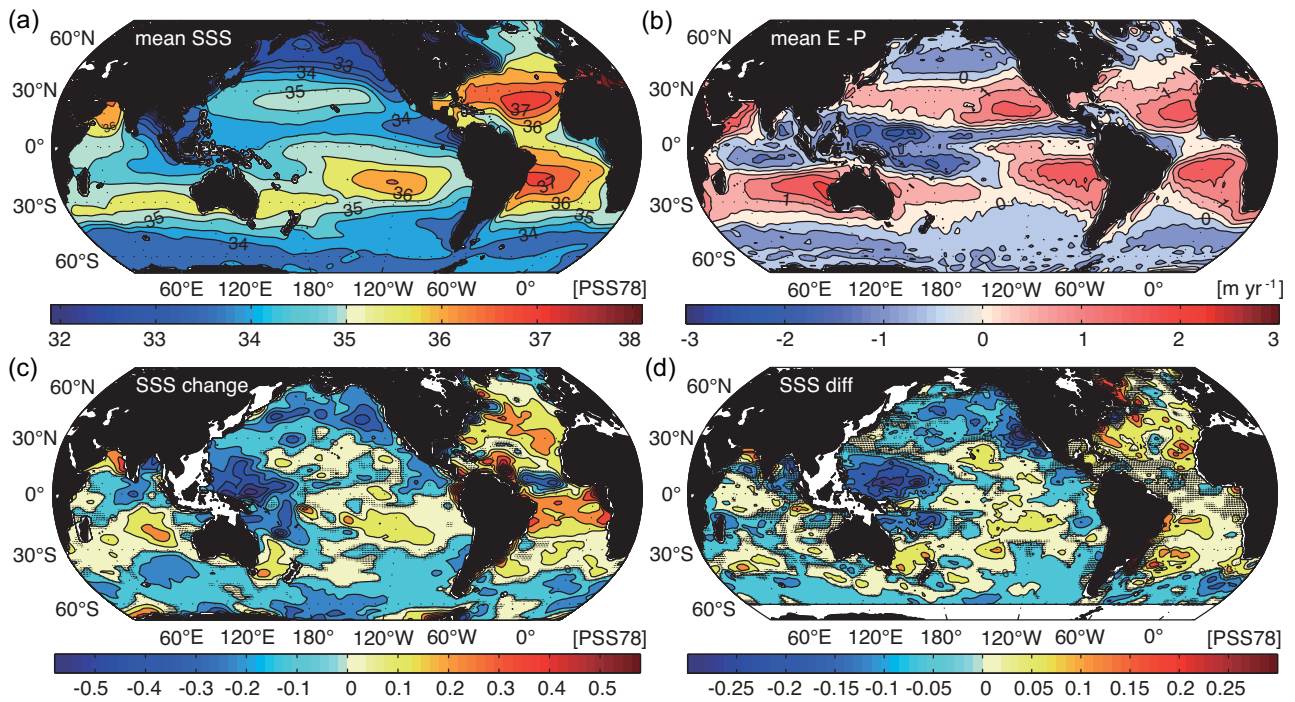 (a)
mean SSS
60°N
30°N
0°
30°S
60°S
34
33
35
34
37
36
36
35
36
37
36
35
35
34
34
60°E 120°E 180° 120°W 60°W 0° [PSS78]
32 33 34 35 36 37 38
(b)
mean E -P
60°N
30°N
0°
30°S
60°S
0
0
1
1
1
0
0
60°E 120°E 180° 120°W 60°W 0° [m yr -1]
-3 -2 -1 0 1 2 3
(c)
SSS change
60°N
30°N
0°
30°S
60°S
60°E 120°E 180° 120°W 60°W 0° [PSS78]
-0.5 -0.4 -0.3 -0.2 -0.1 0 0.1 0.2 0.3 0.4 0.5
(d)
SSS diff
60°N
30°N
0°
30°S
60°S
60°E 120°E 180° 120°W 60°W 0° [PSS78]
-0.25 -0.2 -0.15 -0.1 -0.05 0 0.05 0.1 0.15 0.2 0.25